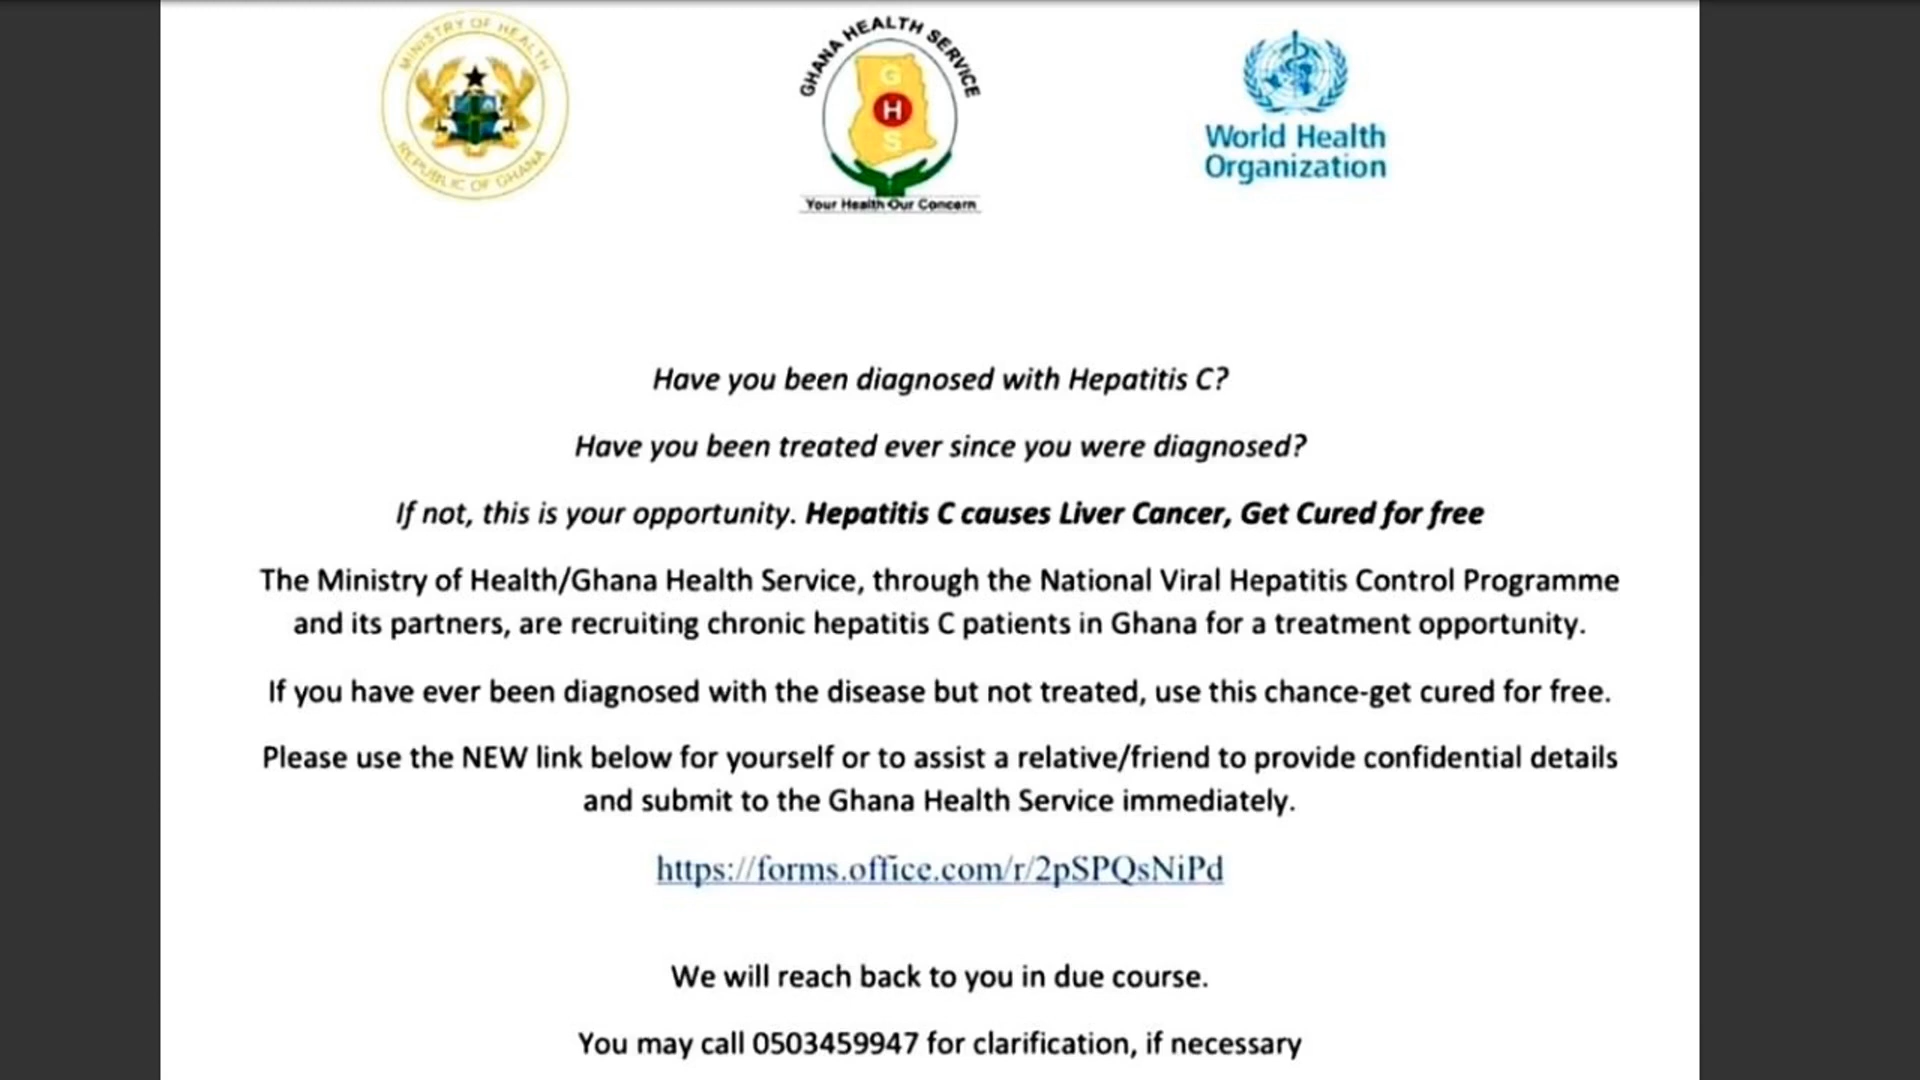 MINISTRY OF HEALTH
REPUBLIC OF GHANA
GHANA HEALTH SERVICE
G
H
S
Your Health Our Concern
World Health
Organization
Have you been diagnosed with Hepatitis C?
Have you been treated ever since you were diagnosed?
If not, this is your opportunity. Hepatitis C causes Liver Cancer, Get Cured for free
The Ministry of Health/Ghana Health Service, through the National Viral Hepatitis Control Programme
and its partners, are recruiting chronic hepatitis C patients in Ghana for a treatment opportunity.
If you have ever been diagnosed with the disease but not treated, use this chance-get cured for free.
Please use the NEW link below for yourself or to assist a relative/friend to provide confidential details
and submit to the Ghana Health Service immediately.
https://forms.office.com/r/2pSPQsNiPd
We will reach back to you in due course.
You may call 0503459947 for clarification, if necessary